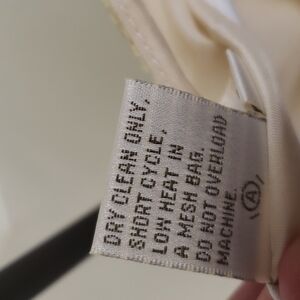 DRY CLEAN ONLY,
SHORT CYCLE,
LOW HEAT IN
A MESH BAG.
DO NOT OVERLOAD
MACHINE.
A